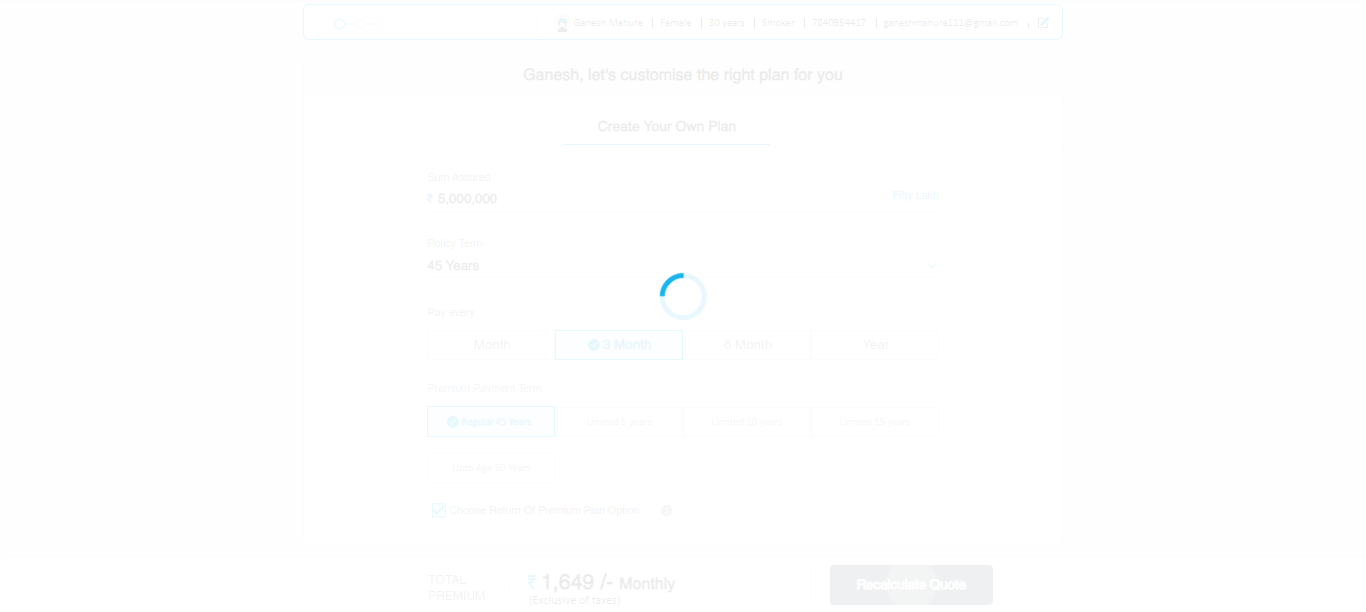 Ganesh Mahure | Female | 30 years | Smoker | 7840954417 | ganeshmahure111@gmail.com
Ganesh, let's customise the right plan for you
Create Your Own Plan
Sum Assured
₹ 5,000,000 Fifty Lakh
Policy Term
45 Years
Pay every
Month 3 Month 6 Month Year
Premium Payment Term
Regular 45 Years Limited 5 years Limited 10 years Limited 15 years
Upto Age 60 Years
Choose Return Of Premium Plan Option
TOTAL PREMIUM
₹ 1,649 /- Monthly
(Exclusive of taxes)
Recalculate Quote